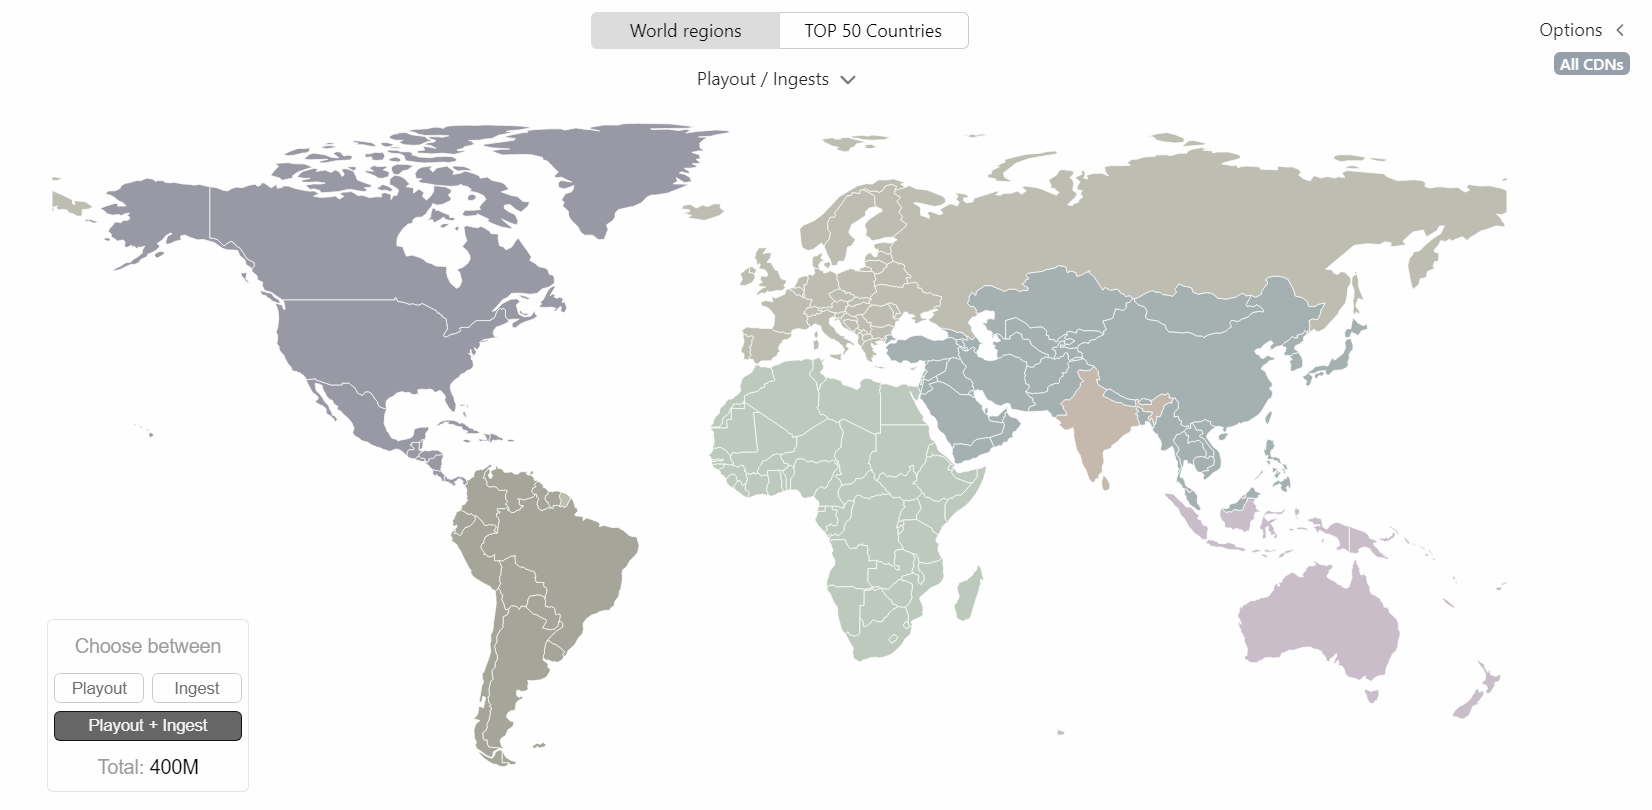 World regions
TOP 50 Countries
Options
All CDNs
Playout / Ingests
Choose between
Playout
Ingest
Playout + Ingest
Total: 400M